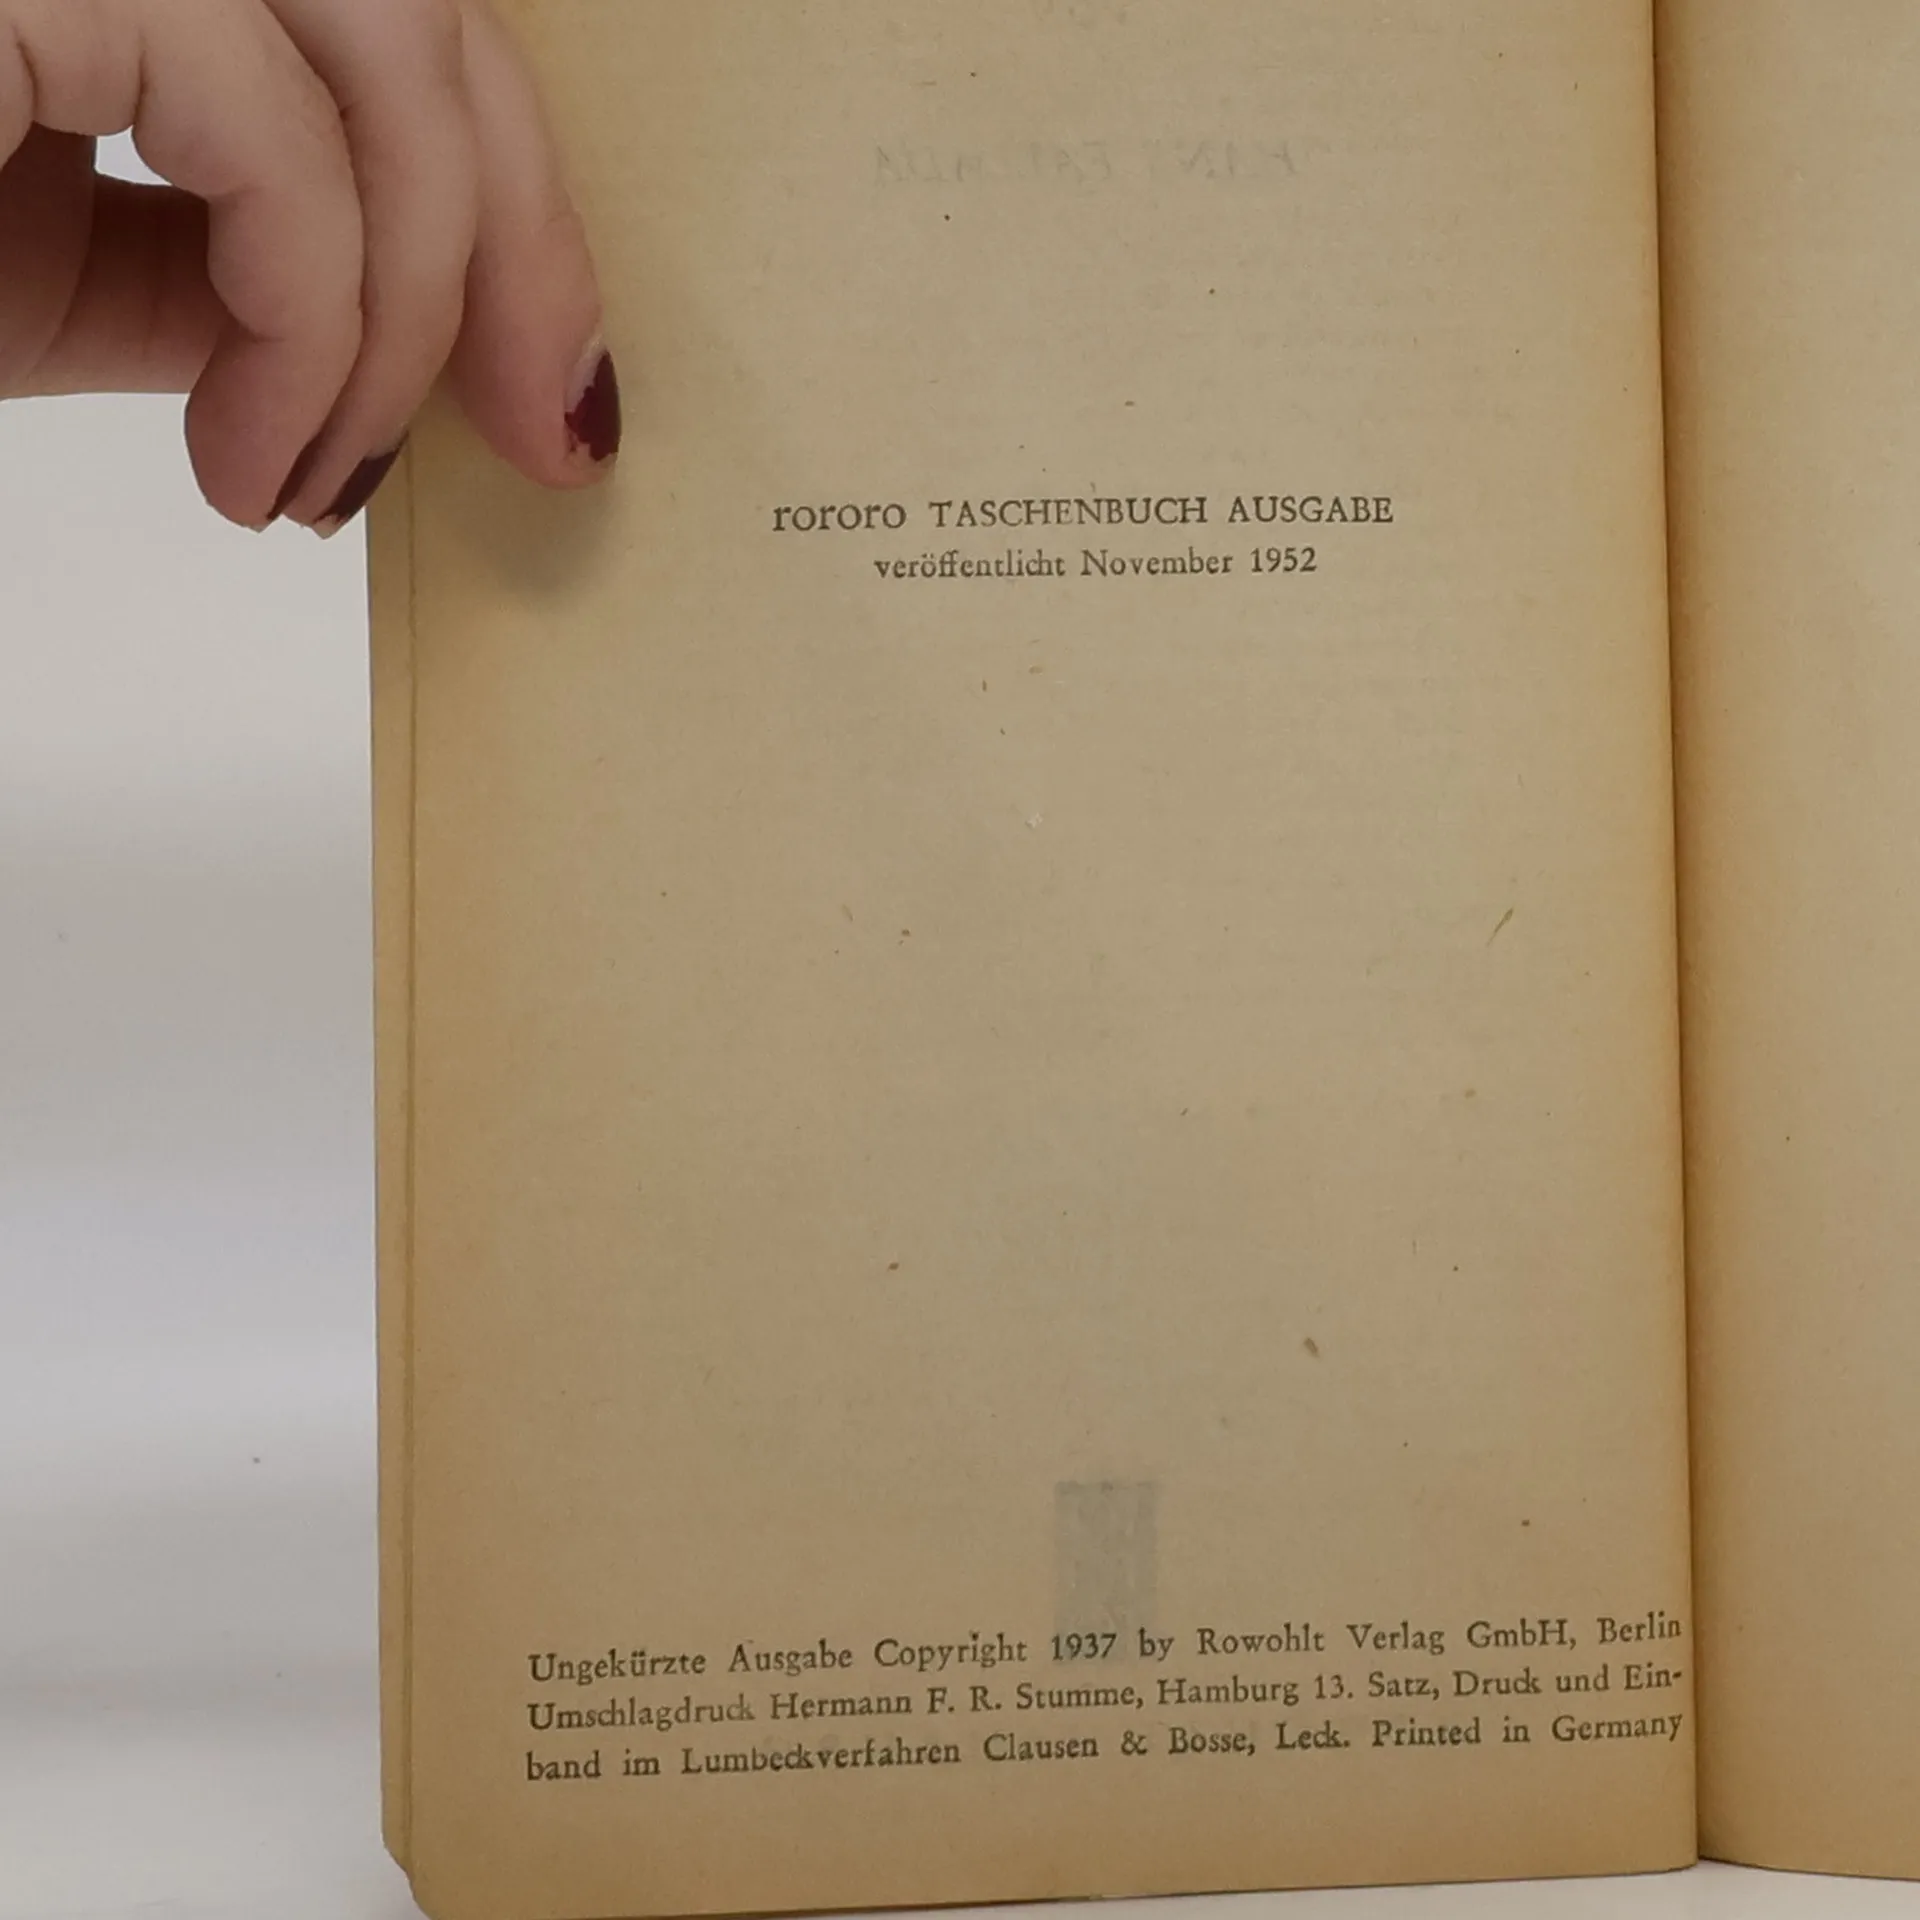 rororo TASCHENBUCH AUSGABE
veröffentlicht November 1952
Ungekürzte Ausgabe Copyright 1937 by Rowohlt Verlag GmbH, Berlin
Umschlagdruck Hermann F. R. Stumme, Hamburg 13. Satz, Druck und Ein-
band im Lumbeckverfahren Clausen & Bosse, Leck. Printed in Germany